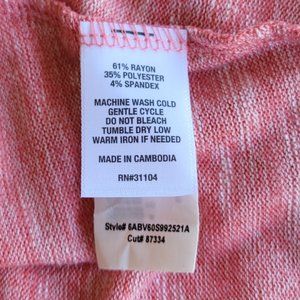 61% RAYON
35% POLYESTER
4% SPANDEX
MACHINE WASH COLD
GENTLE CYCLE
DO NOT BLEACH
TUMBLE DRY LOW
WARM IRON IF NEEDED
MADE IN CAMBODIA
RN#31104
Style# 6ABV60S992521A
Cut# 87334